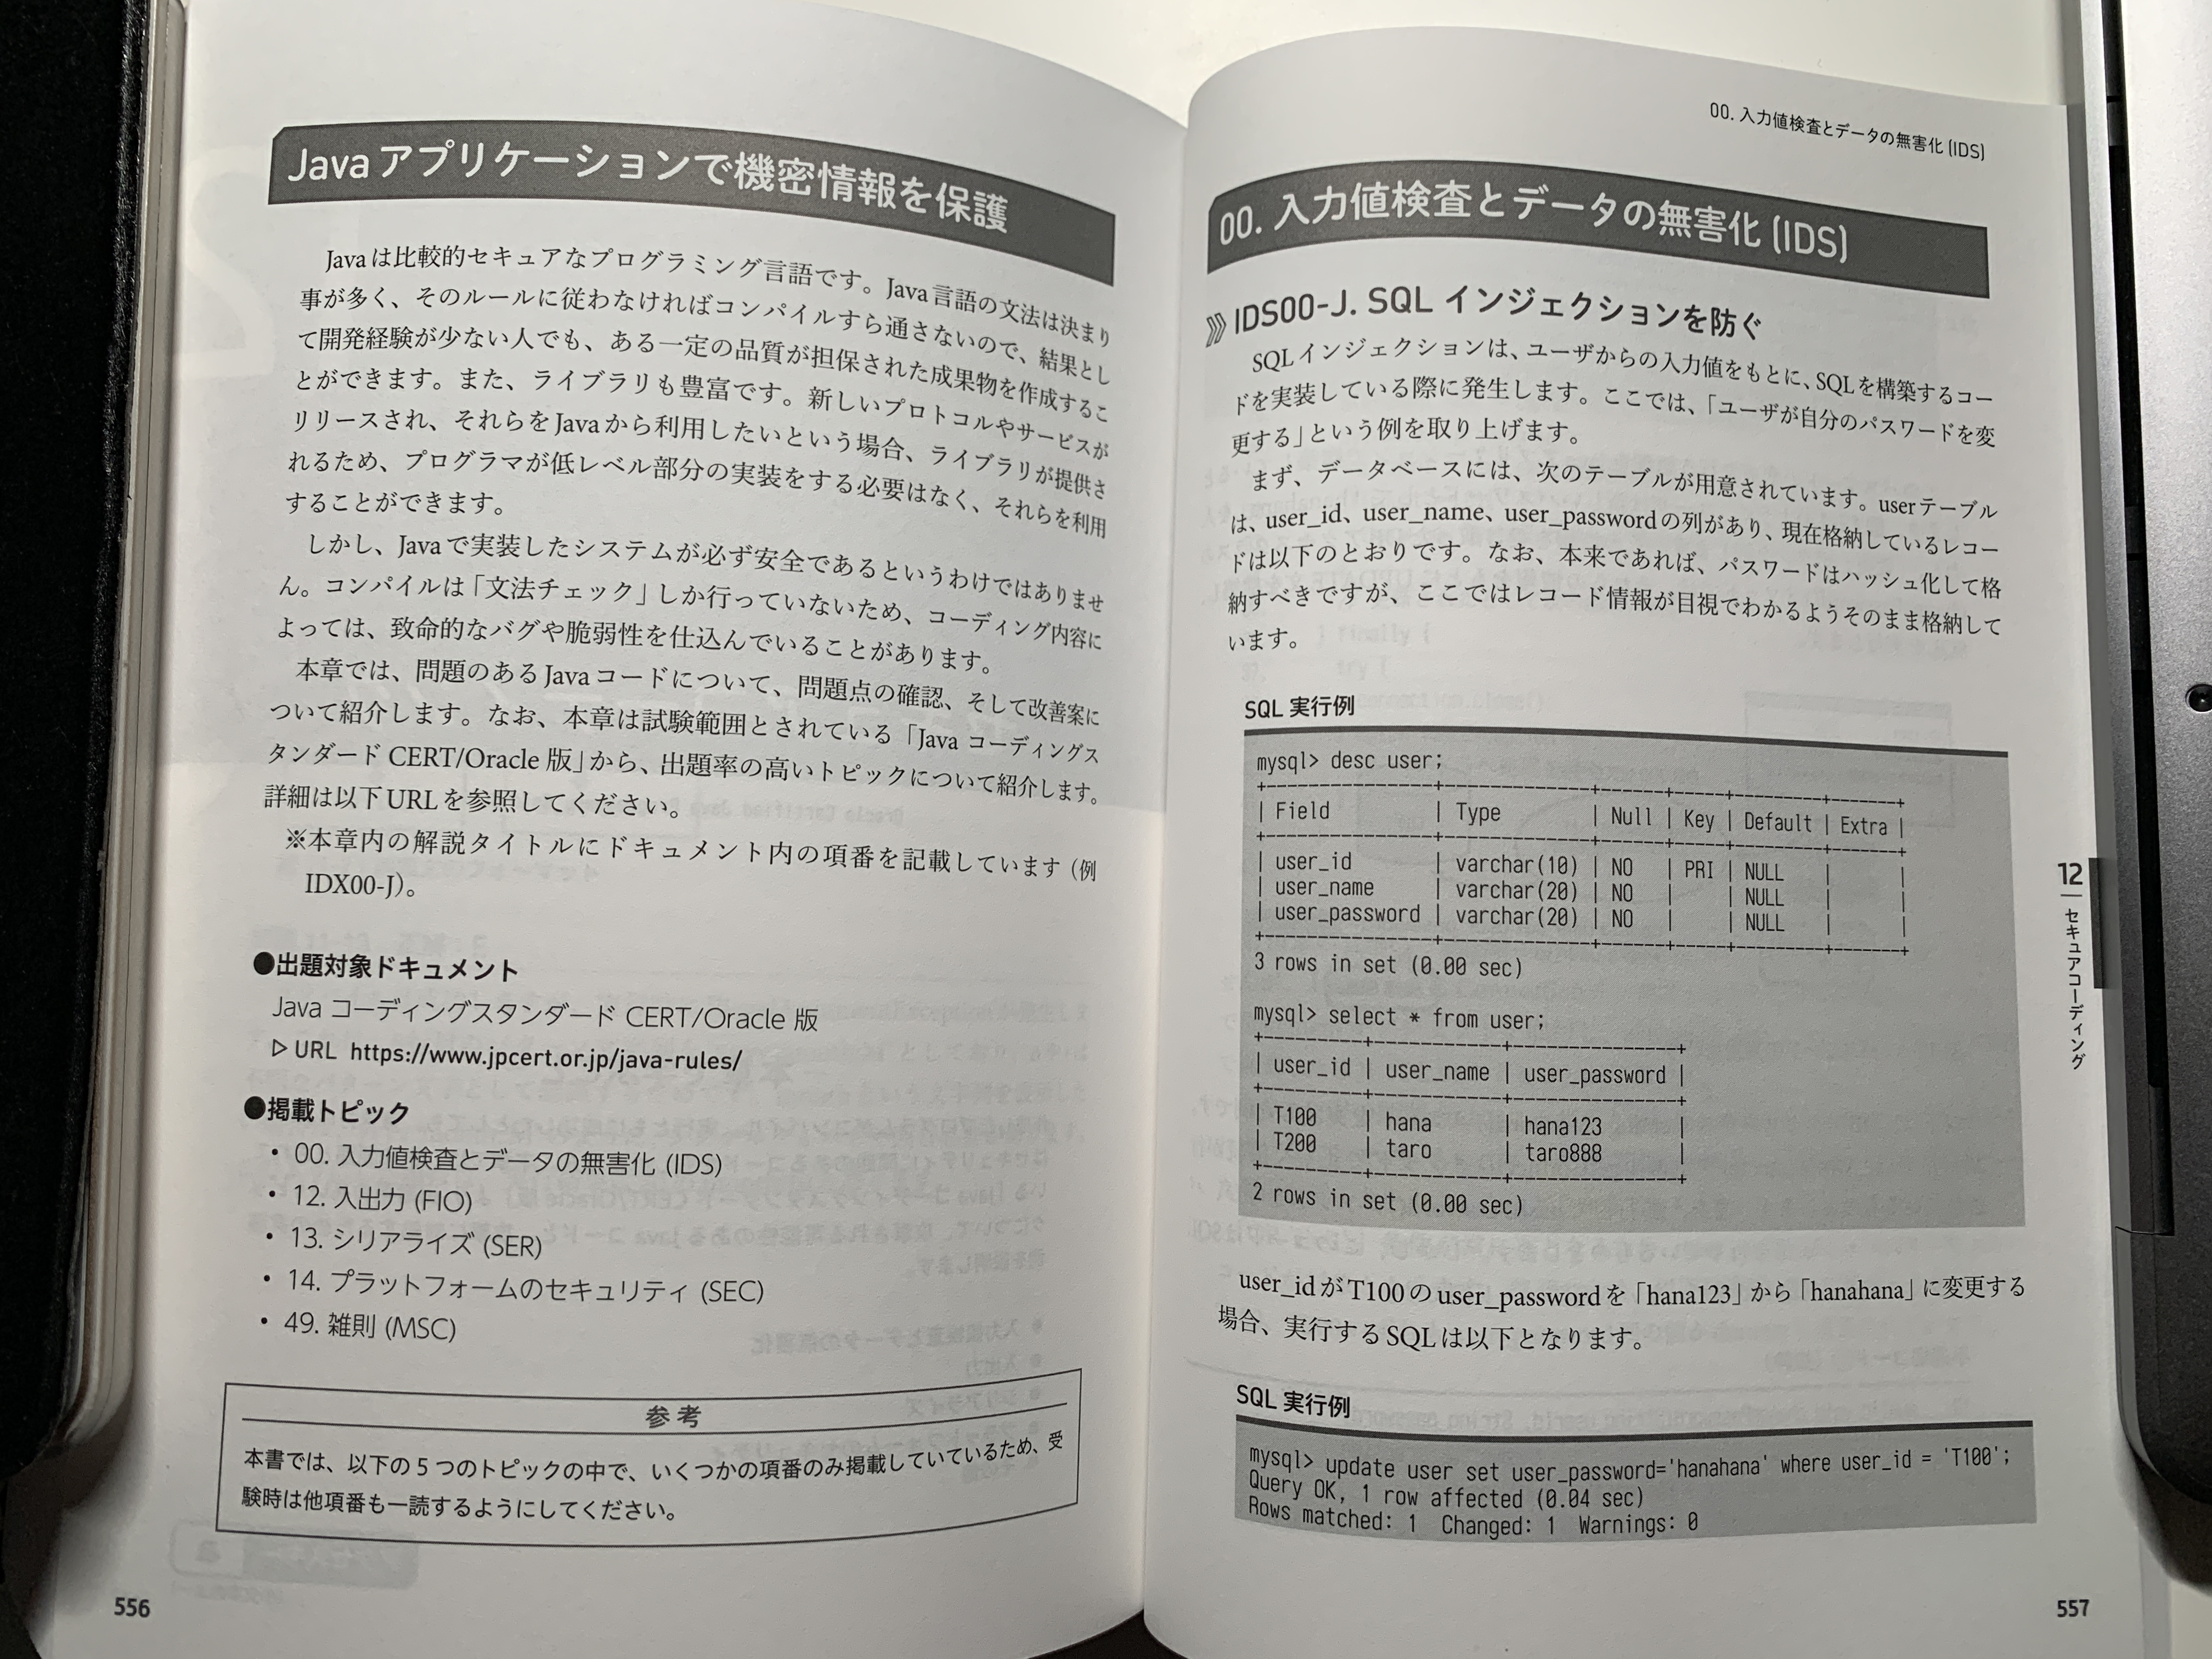 Javaアプリケーションで機密情報を保護
Javaは比較的セキュアなプログラミング言語です。Java言語の文法は決まり
事が多く、そのルールに従わなければコンパイルすら通さないので、結果とし
て開発経験が少ない人でも、ある一定の品質が担保された成果物を作成するこ
とができます。また、ライブラリも豊富です。新しいプロトコルやサービスが
リリースされ、それらをJavaから利用したいという場合、ライブラリが提供さ
れるため、プログラマが低レベル部分の実装をする必要はなく、それらを利用
することができます。
しかし、Javaで実装したシステムが必ず安全であるというわけではありませ
ん。コンパイルは「文法チェック」しか行っていないため、コーディング内容に
よっては、致命的なバグや脆弱性を仕込んでいることがあります。
本章では、問題のあるJavaコードについて、問題点の確認、そして改善案に
ついて紹介します。なお、本章は試験範囲とされている「Java コーディングス
タンダード CERT/Oracle 版」から、出題率の高いトピックについて紹介します。
詳細は以下URLを参照してください。
※本章内の解説タイトルにドキュメント内の項番を記載しています（例
IDX00-J）。
●出題対象ドキュメント
Java コーディングスタンダード CERT/Oracle 版
▷ URL https://www.jpcert.or.jp/java-rules/
●掲載トピック
・ 00. 入力値検査とデータの無害化 (IDS)
・ 12. 入出力 (FIO)
・ 13. シリアライズ (SER)
・ 14. プラットフォームのセキュリティ (SEC)
・ 49. 雑則 (MSC)
参考
本書では、以下の5つのトピックの中で、いくつかの項番のみ掲載していているため、受
験時は他項番も一読するようにしてください。
556
00. 入力値検査とデータの無害化 (IDS)
00. 入力値検査とデータの無害化 (IDS)
IDS00-J. SQL インジェクションを防ぐ
SQLインジェクションは、ユーザからの入力値をもとに、SQLを構築するコー
ドを実装している際に発生します。ここでは、「ユーザが自分のパスワードを変
更する」という例を取り上げます。
まず、データベースには、次のテーブルが用意されています。userテーブル
は、user_id、user_name、user_passwordの列があり、現在格納しているレコー
ドは以下のとおりです。なお、本来であれば、パスワードはハッシュ化して格
納すべきですが、ここではレコード情報が目視でわかるようそのまま格納して
います。
SQL 実行例
mysql> desc user;
+---------------+-------------+------+-----+---------+-------+
| Field         | Type        | Null | Key | Default | Extra |
+---------------+-------------+------+-----+---------+-------+
| user_id       | varchar(10) | NO   | PRI | NULL    |       |
| user_name     | varchar(20) | NO   |     | NULL    |       |
| user_password | varchar(20) | NO   |     | NULL    |       |
+---------------+-------------+------+-----+---------+-------+
3 rows in set (0.00 sec)
mysql> select * from user;
+---------+-----------+---------------+
| user_id | user_name | user_password |
+---------+-----------+---------------+
| T100    | hana      | hana123       |
| T200    | taro      | taro888       |
+---------+-----------+---------------+
2 rows in set (0.00 sec)
user_idがT100のuser_passwordを「hana123」から「hanahana」に変更する
場合、実行するSQLは以下となります。
SQL 実行例
mysql> update user set user_password='hanahana' where user_id = 'T100';
Query OK, 1 row affected (0.04 sec)
Rows matched: 1  Changed: 1  Warnings: 0
12
セキュアコーディング
557